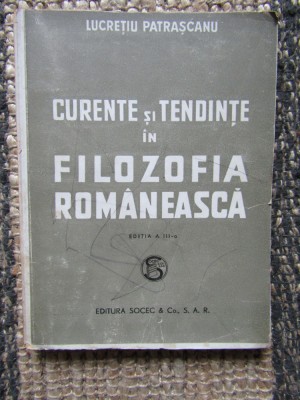 LUCREȚIU PATRAȘCANU
CURENTE ȘI TENDINȚE
ÎN
FILOZOFIA
ROMÂNEASCĂ
EDIȚIA A III-a
EDITURA SOCEC & Co., S. A. R.